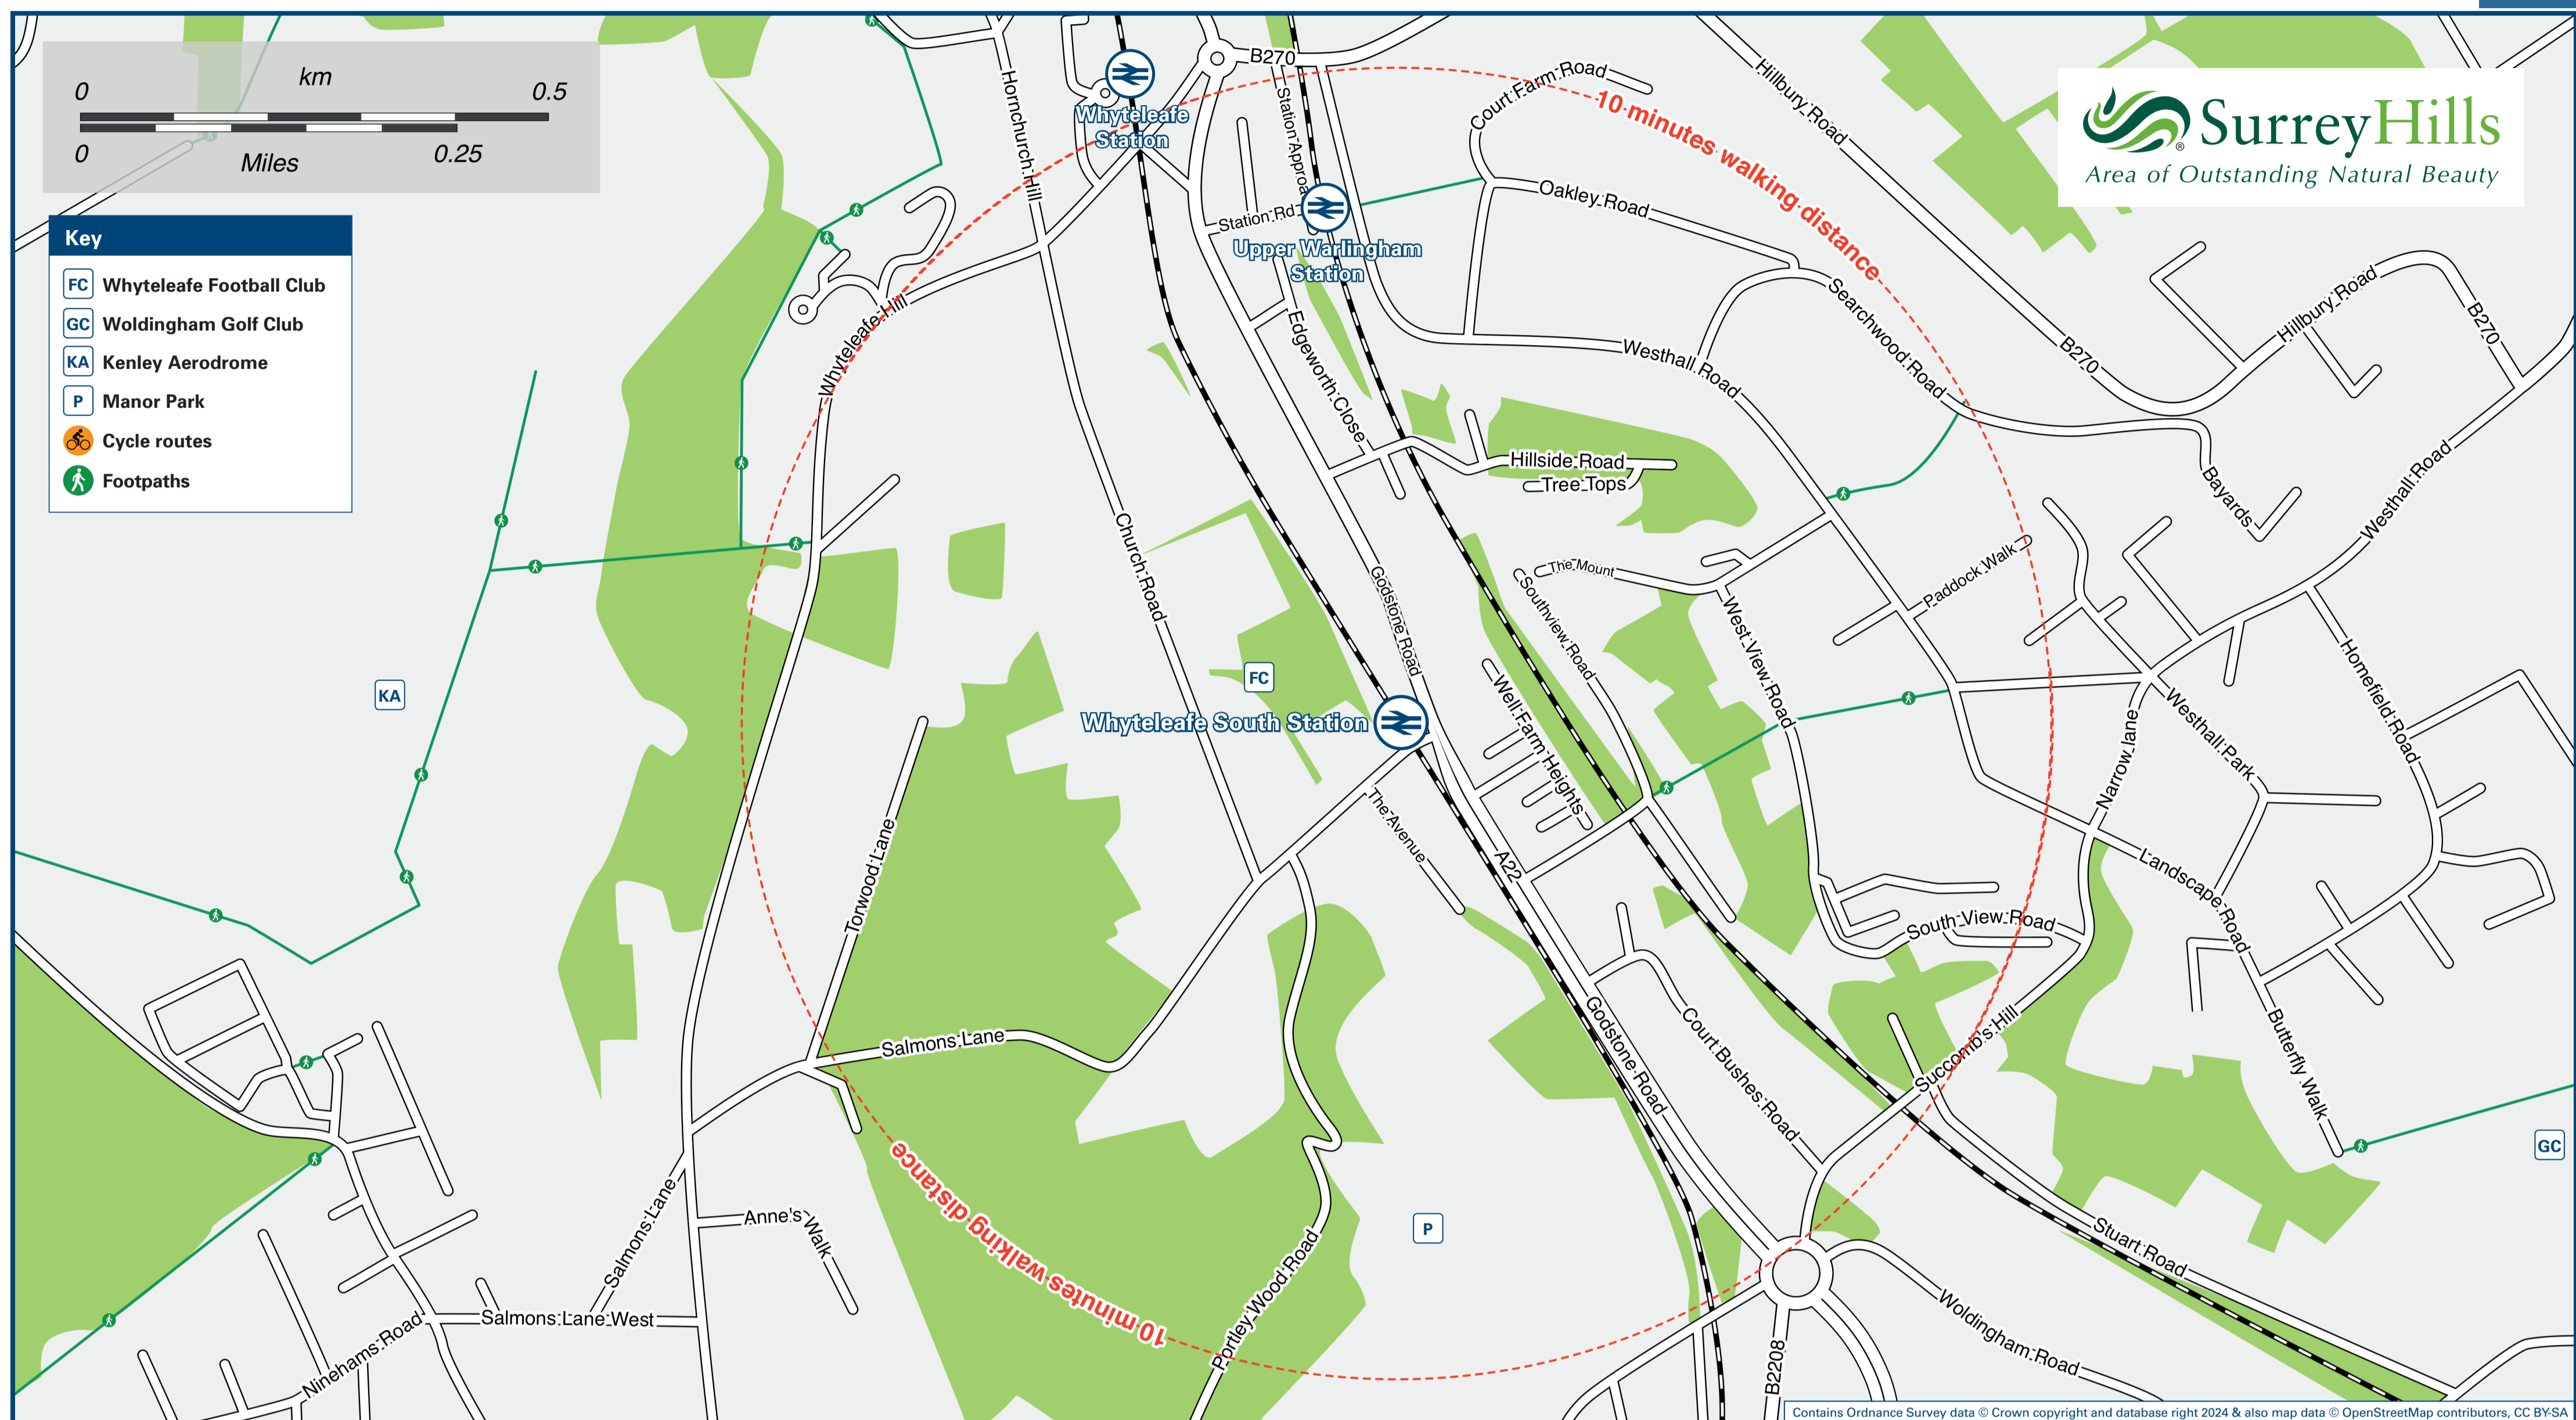 km
0
0.5
0
0.25
Miles
Key
FC Whyteleafe Football Club
GC Woldingham Golf Club
KA Kenley Aerodrome
P Manor Park
Cycle routes
Footpaths
SurreyHills
®
Area of Outstanding Natural Beauty
Whyteleafe
Station
B270
Station Approa
Hornchurch Hill
Court Farm Road
10 minutes walking distance
Hillbury Road
Station Rd
Upper Warlingham
Station
Oakley Road
Searchwood Road
B270
Hillbury Road
B270
Whyteleafe Hill
Edgeworth Close
Westhall Road
Hillside Road
Tree Tops
Bayards
Westhall Road
Church Road
Godstone Road
The Mount
Southview Road
West View Road
Paddock Walk
Homefield Road
KA
FC
Whyteleafe South Station
Well Farm Heights
Narrow lane
Westhall Park
The Avenue
A22
Torwood Lane
Landscape Road
South View Road
Salmons Lane
Godstone Road
Court Bushes Road
Succombs Hill
Butterfly Walk
GC
Salmons Lane
Anne's Walk
10 minutes walking distance
P
Portley Wood Road
Stuart Road
Salmons Lane West
Ninehams Road
B2208
Woldingham Road
Contains Ordnance Survey data © Crown copyright and database right 2024 & also map data © OpenStreetMap contributors, CC BY-SA